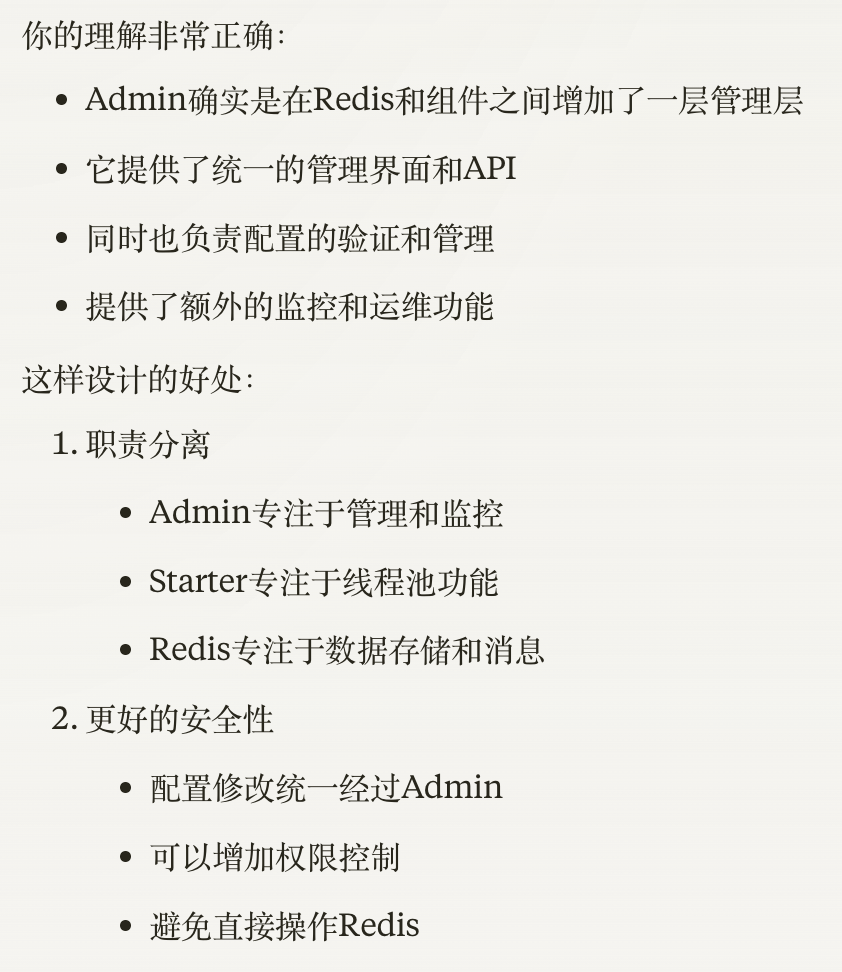 你的理解非常正确：
• Admin确实是在Redis和组件之间增加了一层管理层
• 它提供了统一的管理界面和API
• 同时也负责配置的验证和管理
• 提供了额外的监控和运维功能
这样设计的好处：
1. 职责分离
• Admin专注于管理和监控
• Starter专注于线程池功能
• Redis专注于数据存储和消息
2. 更好的安全性
• 配置修改统一经过Admin
• 可以增加权限控制
• 避免直接操作Redis